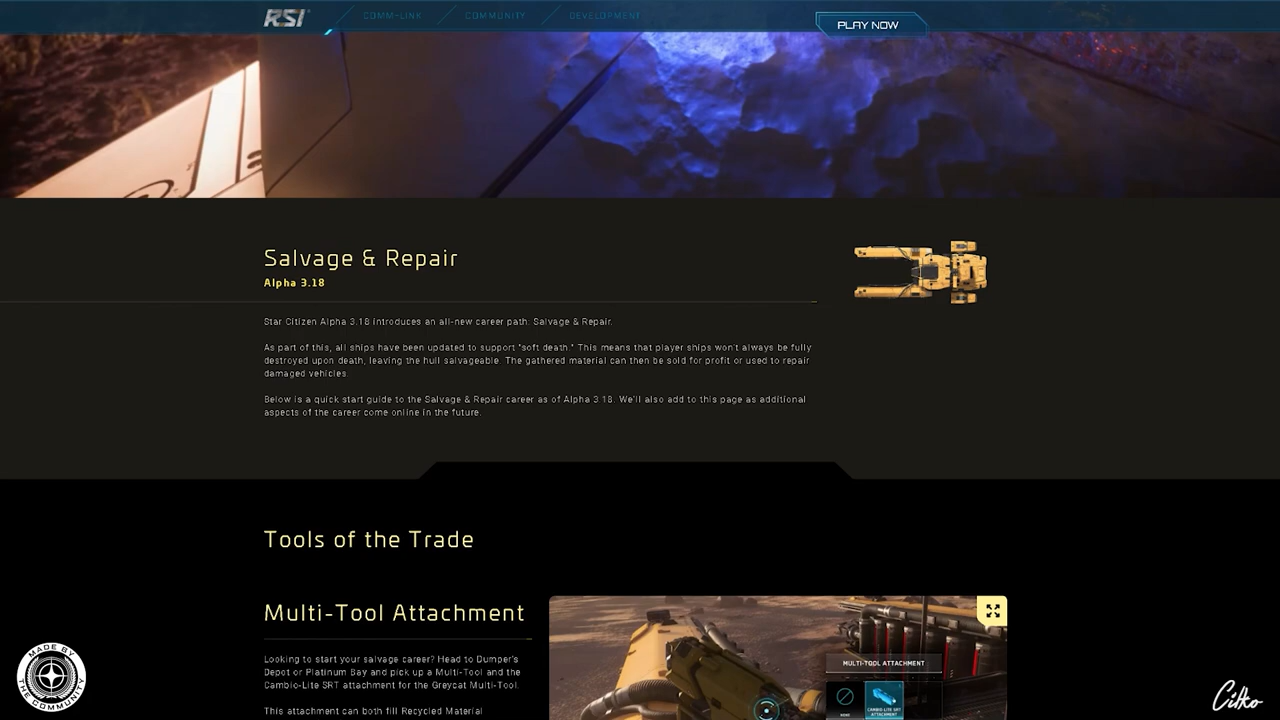 RSI
COMM-LINK
COMMUNITY
DEVELOPMENT
PLAY NOW
Salvage & Repair
Alpha 3.18
Star Citizen Alpha 3.18 introduces an all-new career path: Salvage & Repair.
As part of this, all ships have been updated to support "soft death." This means that player ships won't always be fully
destroyed upon death, leaving the hull salvageable. The gathered material can then be sold for profit or used to repair
damaged vehicles.
Below is a quick start guide to the Salvage & Repair career as of Alpha 3.18. We'll also add to this page as additional
aspects of the career come online in the future.
Tools of the Trade
Multi-Tool Attachment
Looking to start your salvage career? Head to Dumper's
Depot or Platinum Bay and pick up a Multi-Tool and the
Cambio-Lite SRT attachment for the Greycat Multi-Tool.
This attachment can both fill Recycled Material
MULTI-TOOL ATTACHMENT
NONE
CAMBIO-LITE SRT
ATTACHMENT
MADE BY
THE COMMUNITY
Cifko